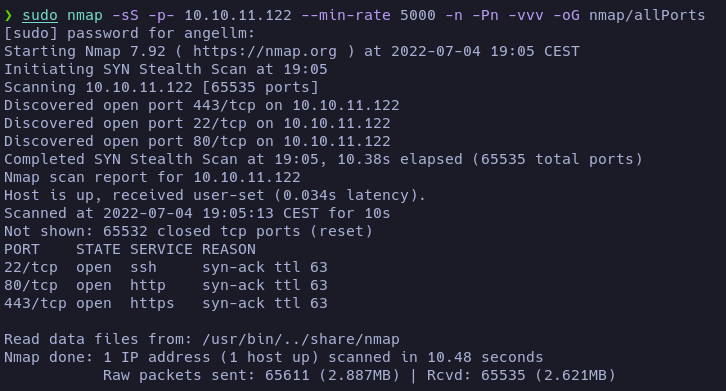 ❯ sudo nmap -sS -p- 10.10.11.122 --min-rate 5000 -n -Pn -vvv -oG nmap/allPorts
[sudo] password for angellm:
Starting Nmap 7.92 ( https://nmap.org ) at 2022-07-04 19:05 CEST
Initiating SYN Stealth Scan at 19:05
Scanning 10.10.11.122 [65535 ports]
Discovered open port 443/tcp on 10.10.11.122
Discovered open port 22/tcp on 10.10.11.122
Discovered open port 80/tcp on 10.10.11.122
Completed SYN Stealth Scan at 19:05, 10.38s elapsed (65535 total ports)
Nmap scan report for 10.10.11.122
Host is up, received user-set (0.034s latency).
Scanned at 2022-07-04 19:05:13 CEST for 10s
Not shown: 65532 closed tcp ports (reset)
PORT    STATE SERVICE REASON
22/tcp  open  ssh     syn-ack ttl 63
80/tcp  open  http    syn-ack ttl 63
443/tcp open  https   syn-ack ttl 63

Read data files from: /usr/bin/../share/nmap
Nmap done: 1 IP address (1 host up) scanned in 10.48 seconds
           Raw packets sent: 65611 (2.887MB) | Rcvd: 65535 (2.621MB)